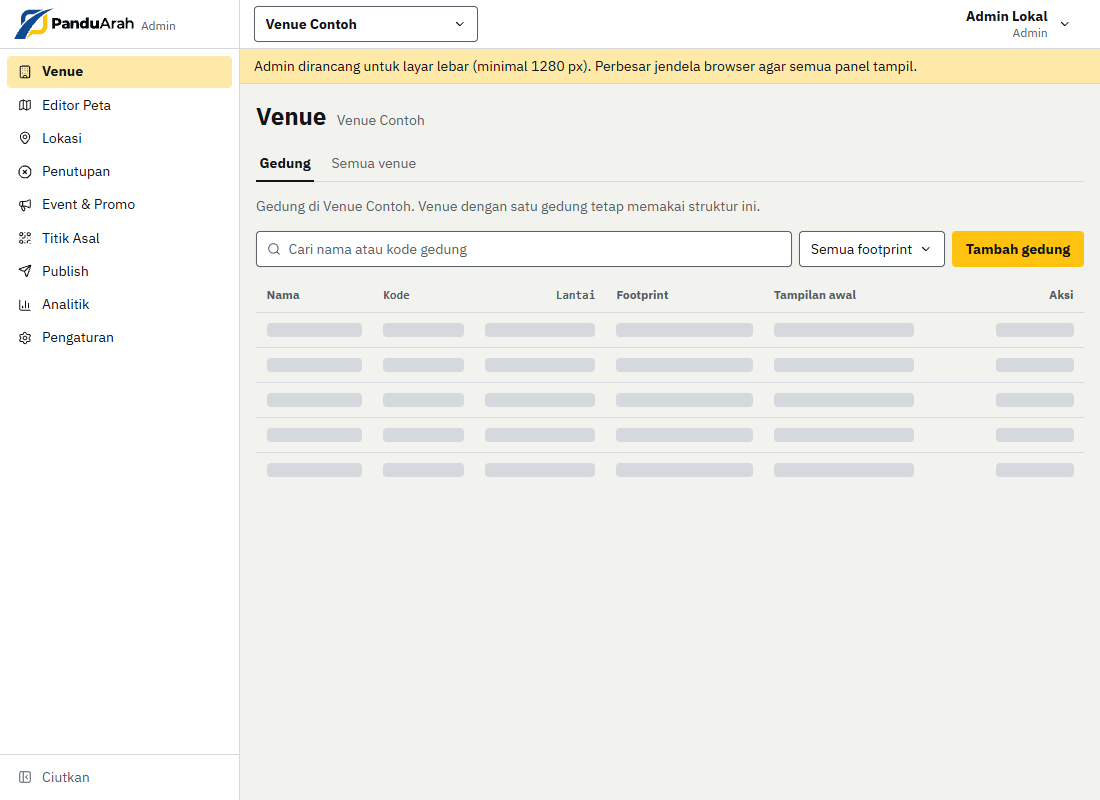 PanduArah Admin
Venue Contoh
Admin Lokal
Admin
Venue
Editor Peta
Lokasi
Penutupan
Event & Promo
Titik Asal
Publish
Analitik
Pengaturan
Ciutkan
Admin dirancang untuk layar lebar (minimal 1280 px). Perbesar jendela browser agar semua panel tampil.
Venue Venue Contoh
Gedung Semua venue
Gedung di Venue Contoh. Venue dengan satu gedung tetap memakai struktur ini.
Cari nama atau kode gedung Semua footprint Tambah gedung
Nama Kode Lantai Footprint Tampilan awal Aksi